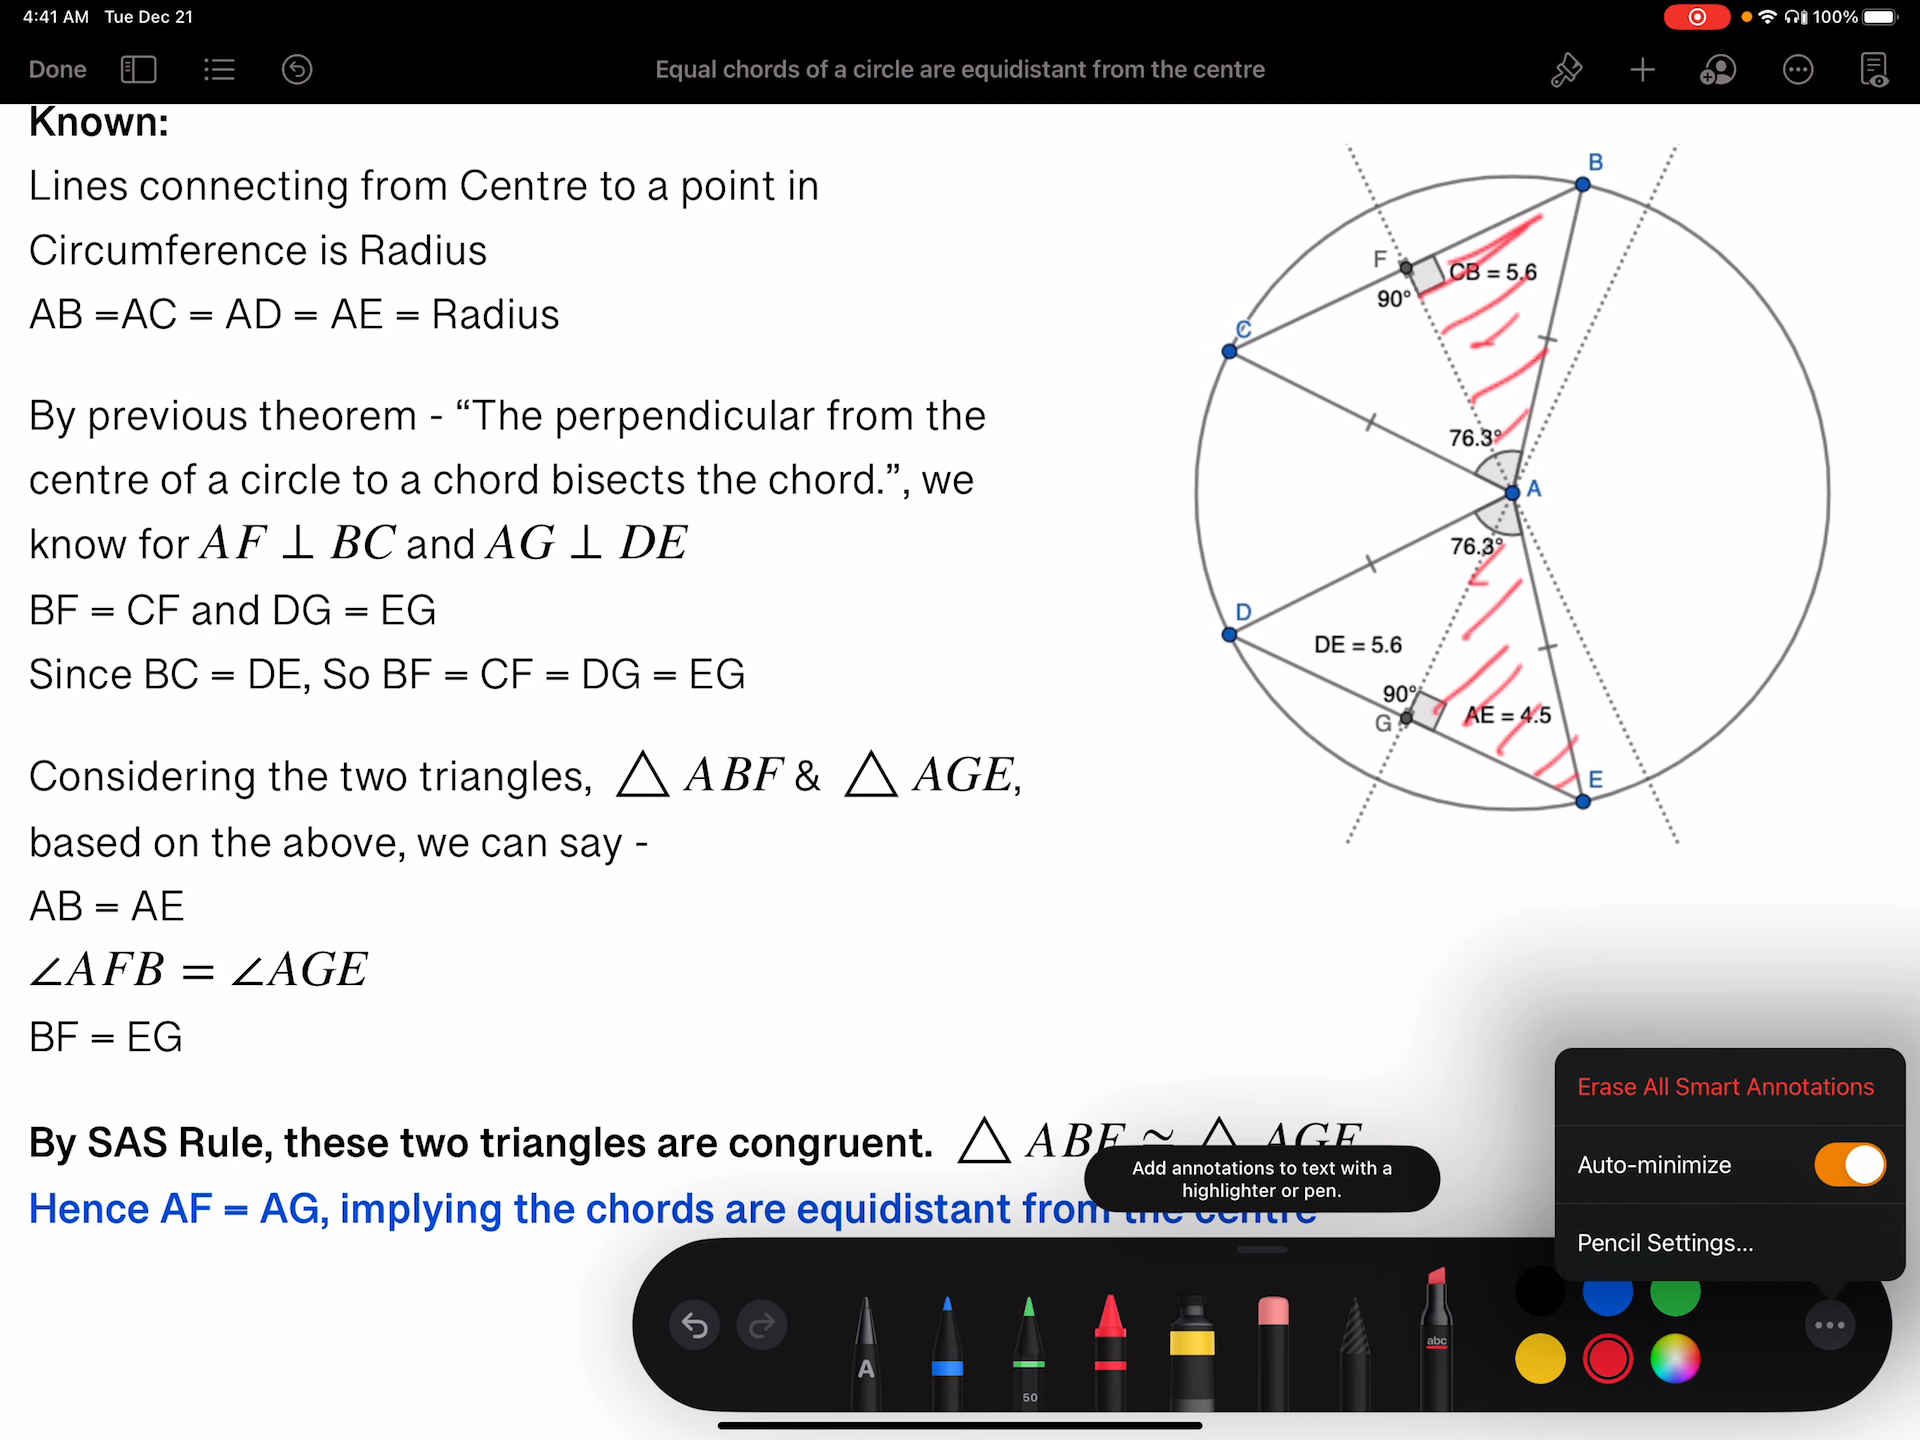 4:41 AM Tue Dec 21
100%
Done
Equal chords of a circle are equidistant from the centre
Known:
Lines connecting from Centre to a point in
Circumference is Radius
AB =AC = AD = AE = Radius
By previous theorem - “The perpendicular from the
centre of a circle to a chord bisects the chord.”, we
know for AF ⊥ BC and AG ⊥ DE
BF = CF and DG = EG
Since BC = DE, So BF = CF = DG = EG
Considering the two triangles, △ ABF & △ AGE,
based on the above, we can say -
AB = AE
∠AFB = ∠AGE
BF = EG
By SAS Rule, these two triangles are congruent. △ ABF ≅ △ AGE
Hence AF = AG, implying the chords are equidistant from the centre
B
F
CB = 5.6
90°
C
76.3°
A
76.3°
D
DE = 5.6
90°
G
AE = 4.5
E
Add annotations to text with a
highlighter or pen.
Erase All Smart Annotations
Auto-minimize
Pencil Settings...
A
50
abc